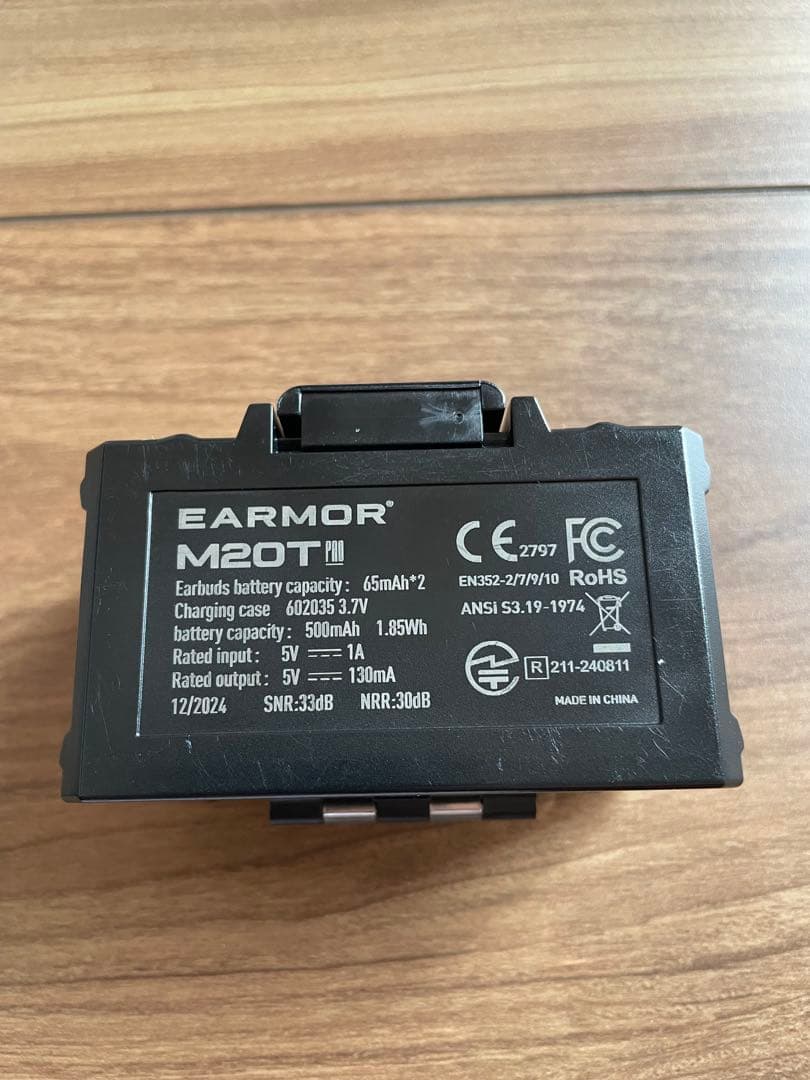 EARMOR®
M20T PRO
Earbuds battery capacity: 65mAh*2
Charging case 602035 3.7V
battery capacity: 500mAh 1.85Wh
Rated input: 5V 1A
Rated output: 5V 130mA
12/2024 SNR:33dB NRR:30dB
CE 2797 FC
EN352-2/7/9/10 RoHS
ANSi S3.19-1974
R 211-240811
MADE IN CHINA